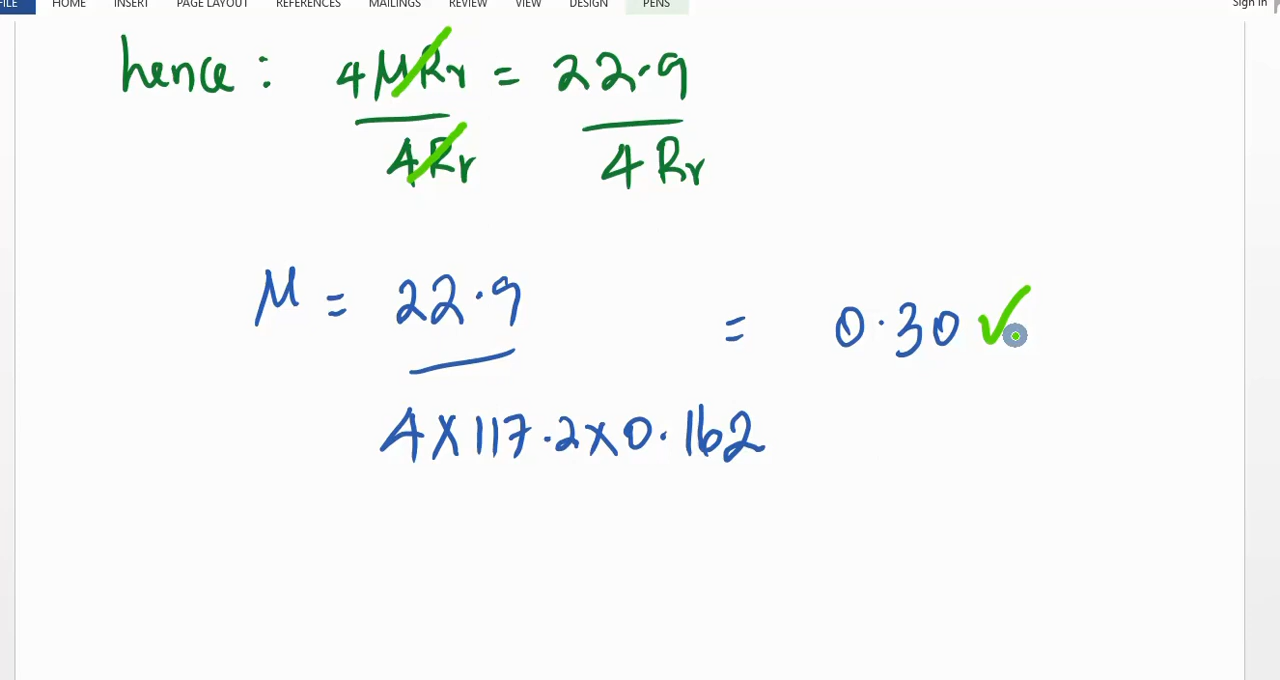 FILE HOME INSERT PAGE LAYOUT REFERENCES MAILINGS REVIEW VIEW DESIGN PENS Sign in
hence : 4μRr = 22.9
4Rr 4Rr
μ = 22.9 = 0.30 ✓
4×117.2×0.162